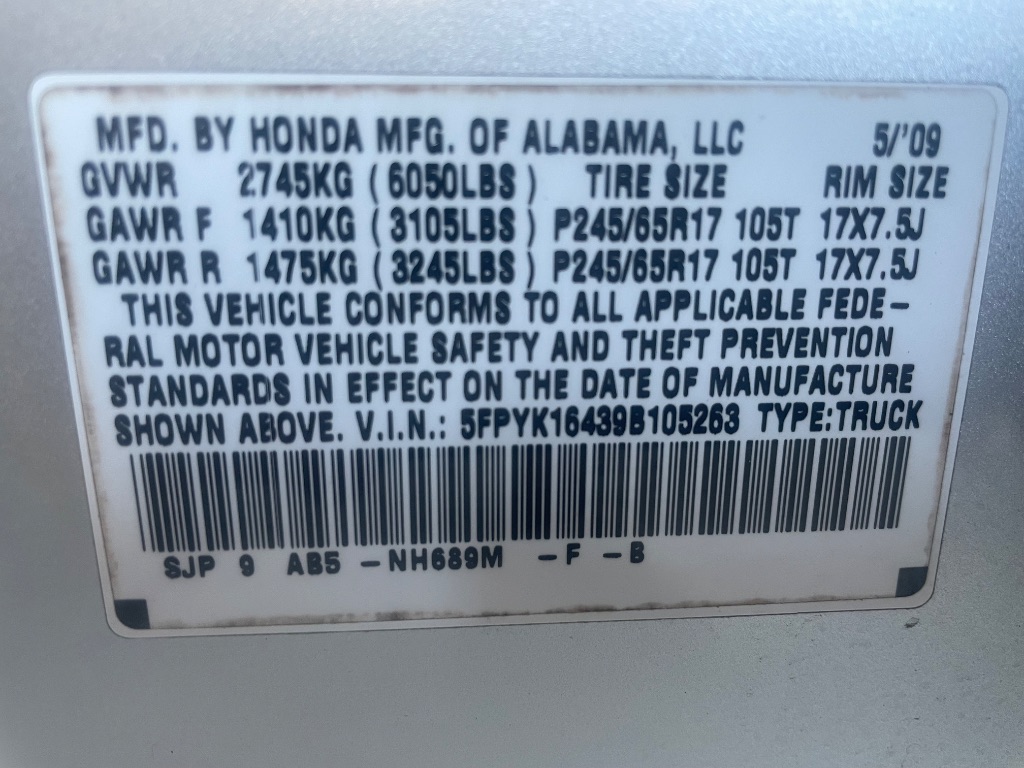 MFD. BY HONDA MFG. OF ALABAMA, LLC 5/'09
GVWR 2745KG (6050LBS) TIRE SIZE RIM SIZE
GAWR F 1410KG (3105LBS) P245/65R17 105T 17X7.5J
GAWR R 1475KG (3245LBS) P245/65R17 105T 17X7.5J
THIS VEHICLE CONFORMS TO ALL APPLICABLE FEDE-
RAL MOTOR VEHICLE SAFETY AND THEFT PREVENTION
STANDARDS IN EFFECT ON THE DATE OF MANUFACTURE
SHOWN ABOVE. V.I.N.: 5FPYK16439B105263 TYPE:TRUCK
SJP 9 AB5 -NH689M -F -B